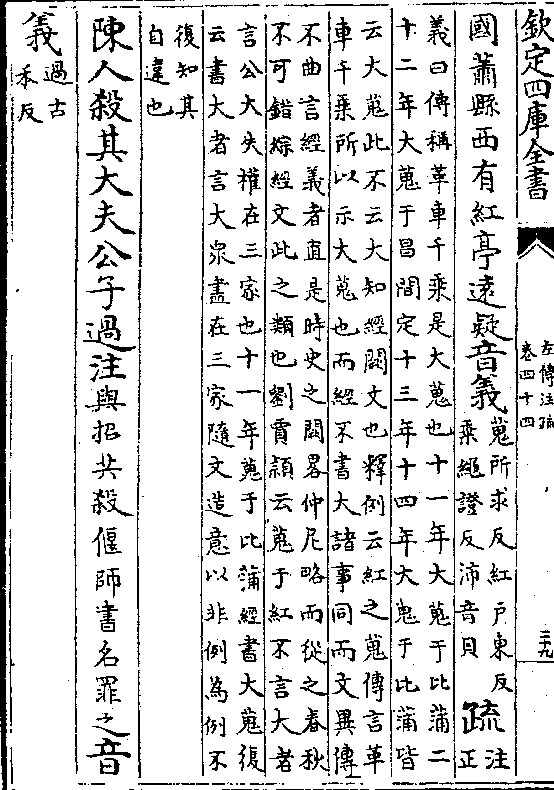 欽定四庫全書
左傳注疏
卷四十四
三九
國蕭縣西有紅亭遠疑音義
蒐所求反紅户東反
乘繩證反沛音貝
疏
注
正
義曰傳稱革車千乘是大蒐也十一年大蒐于比蒲二
十二年大蒐于昌間定十三年十四年大蒐于比蒲皆
云大蒐此不云大知經闕文也釋例云紅之蒐傳言革
車千乘所以示大蒐也而經不書大諸事同而文異傳
不曲言經義者直是時史之闕畧仲尼略而從之春秋
不可錯綜經文此之類也劉賈頴云蒐于紅不言大者
言公大失權在三家也十一年蒐于比蒲經書大蒐復
云書大者言大衆盡在三家隨文造意以非例為例不
復知其
自違也
陳人殺其大夫公子過注與招共殺偃師書名罪之音
義
過古
禾反